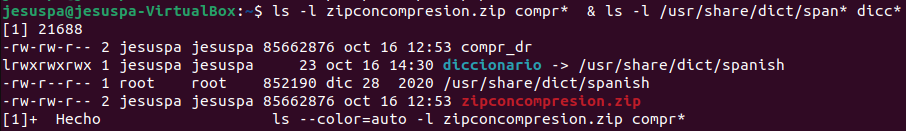 jesuspa@jesuspa-VirtualBox:~$ ls -l zipconcompresion.zip compr*  & ls -l /usr/share/dict/span* dicc*
[1] 21688
-rw-rw-r-- 2 jesuspa jesuspa 85662876 oct 16 12:53 compr_dr
lrwxrwxrwx 1 jesuspa jesuspa       23 oct 16 14:30 diccionario -> /usr/share/dict/spanish
-rw-r--r-- 1 root    root      852190 dic 28  2020 /usr/share/dict/spanish
-rw-rw-r-- 2 jesuspa jesuspa 85662876 oct 16 12:53 zipconcompresion.zip
[1]+  Hecho                   ls --color=auto -l zipconcompresion.zip compr*